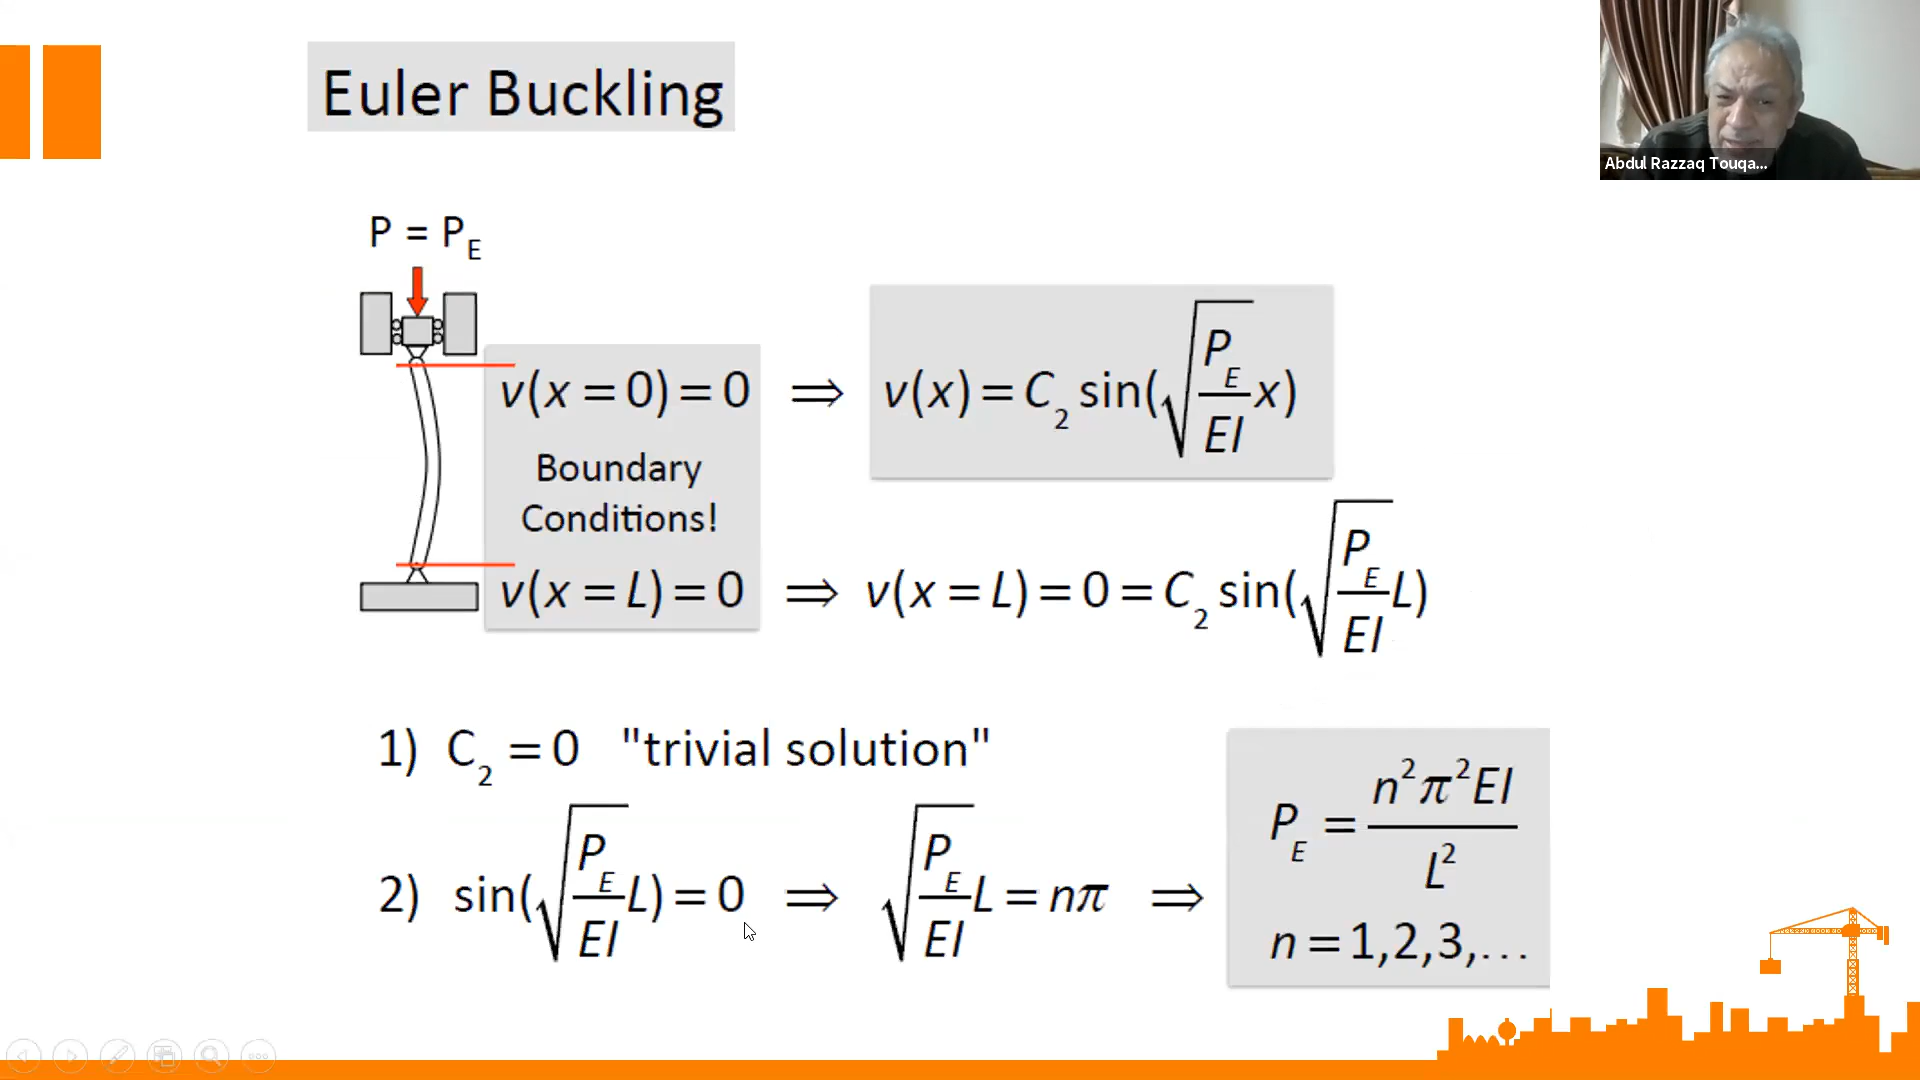 Euler Buckling
Abdul Razzaq Touqa...
P = P_E
v(x = 0) = 0 ⇒ v(x) = C_2 sin(√(P_E/EI) x)
Boundary
Conditions!
v(x = L) = 0 ⇒ v(x = L) = 0 = C_2 sin(√(P_E/EI) L)
1) C_2 = 0 "trivial solution"
2) sin(√(P_E/EI) L) = 0 ⇒ √(P_E/EI) L = nπ ⇒ P_E = n²π²EI/L²
n = 1,2,3,...